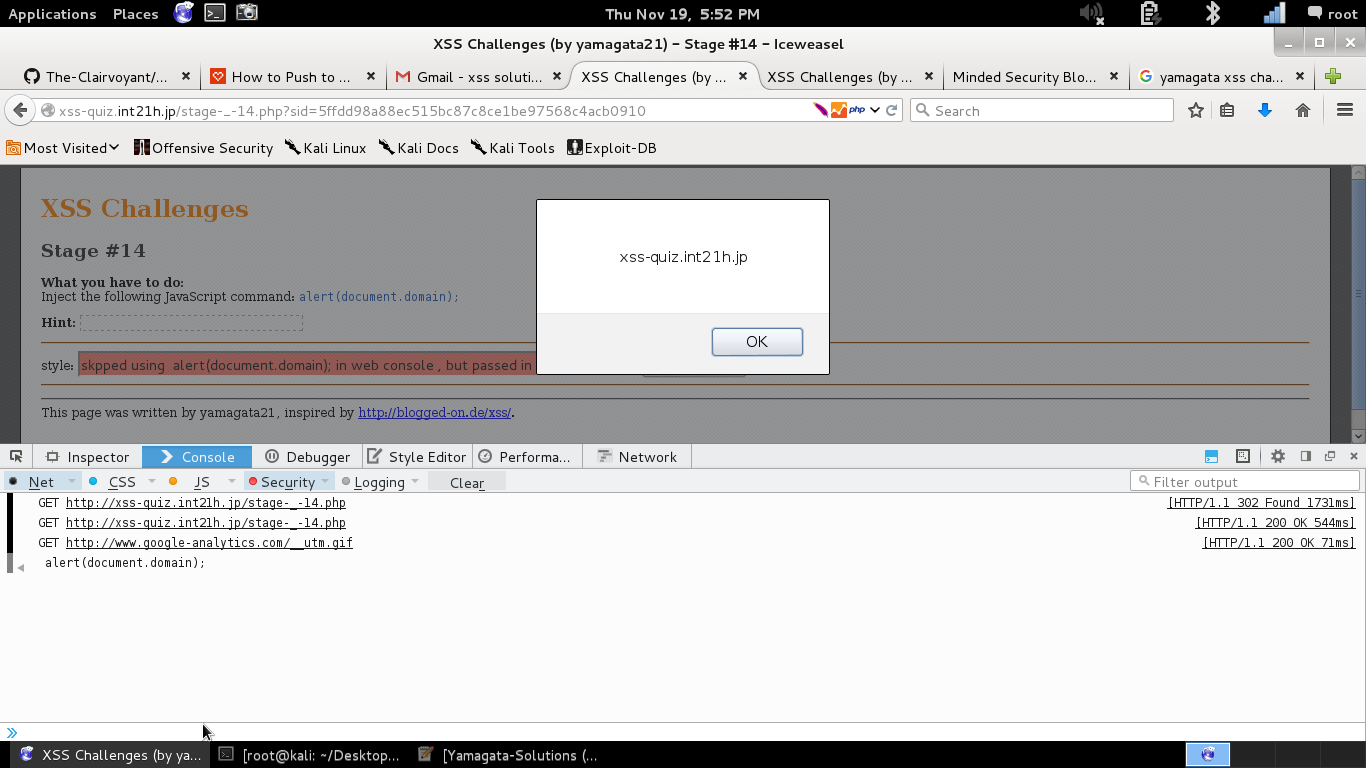 Applications Places Thu Nov 19, 5:52 PM root
XSS Challenges (by yamagata21) - Stage #14 - Iceweasel
The-Clairvoyant/... How to Push to ... Gmail - xss soluti... XSS Challenges (by ... XSS Challenges (by ... Minded Security Blo... yamagata xss cha...
xss-quiz.int21h.jp/stage-_-14.php?sid=5ffdd98a88ec515bc87c8ce1be97568c4acb0910 php Search
Most Visited Offensive Security Kali Linux Kali Docs Kali Tools Exploit-DB
XSS Challenges
Stage #14
What you have to do:
Inject the following JavaScript command: alert(document.domain);
Hint:
style: skpped using alert(document.domain); in web console , but passed in
This page was written by yamagata21, inspired by http://blogged-on.de/xss/.
xss-quiz.int21h.jp
OK
Inspector Console Debugger Style Editor Performa... Network
Net CSS JS Security Logging Clear Filter output
GET http://xss-quiz.int21h.jp/stage-_-14.php [HTTP/1.1 302 Found 1731ms]
GET http://xss-quiz.int21h.jp/stage-_-14.php [HTTP/1.1 200 OK 544ms]
GET http://www.google-analytics.com/__utm.gif [HTTP/1.1 200 OK 71ms]
alert(document.domain);
XSS Challenges (by ya... [root@kali: ~/Desktop... [Yamagata-Solutions (...